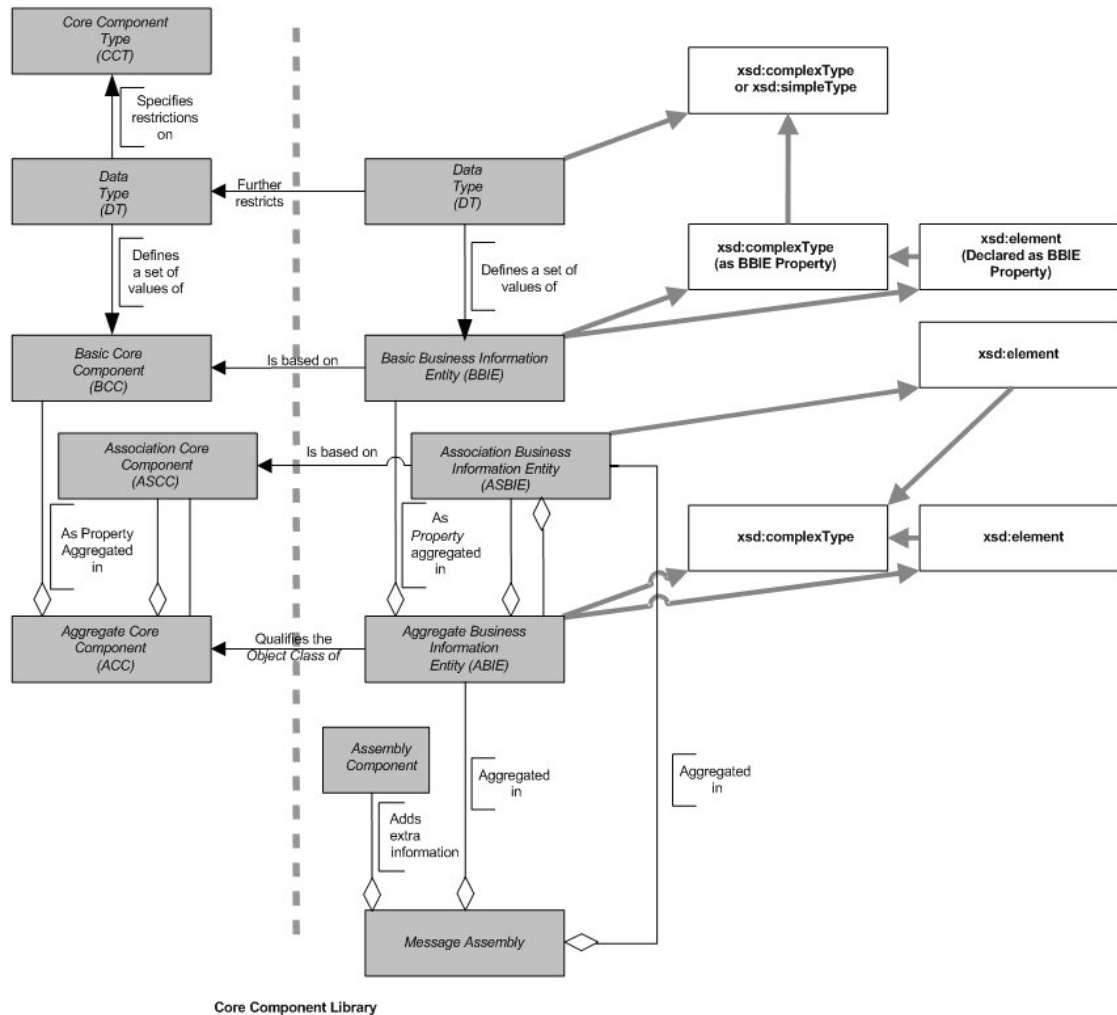 Core Component
Type
(CCT)
Specifies
restrictions
on
Data
Type
(DT)
Further
restricts
Data
Type
(DT)
xsd:complexType
or xsd:simpleType
Defines
a set of
values of
Defines a set of
values of
xsd:complexType
(as BBIE Property)
xsd:element
(Declared as BBIE
Property)
Basic Core
Component
(BCC)
Is based on
Basic Business Information
Entity (BBIE)
xsd:element
Association Core
Component
(ASCC)
Is based on
Association Business
Information Entity
(ASBIE)
As Property
Aggregated
in
As
Property
aggregated
in
xsd:complexType
xsd:element
Aggregate Core
Component
(ACC)
Qualifies the
Object Class of
Aggregate Business
Information
Entity (ABIE)
Assembly
Component
Aggregated
in
Aggregated
in
Adds
extra
information
Message Assembly
Core Component Library